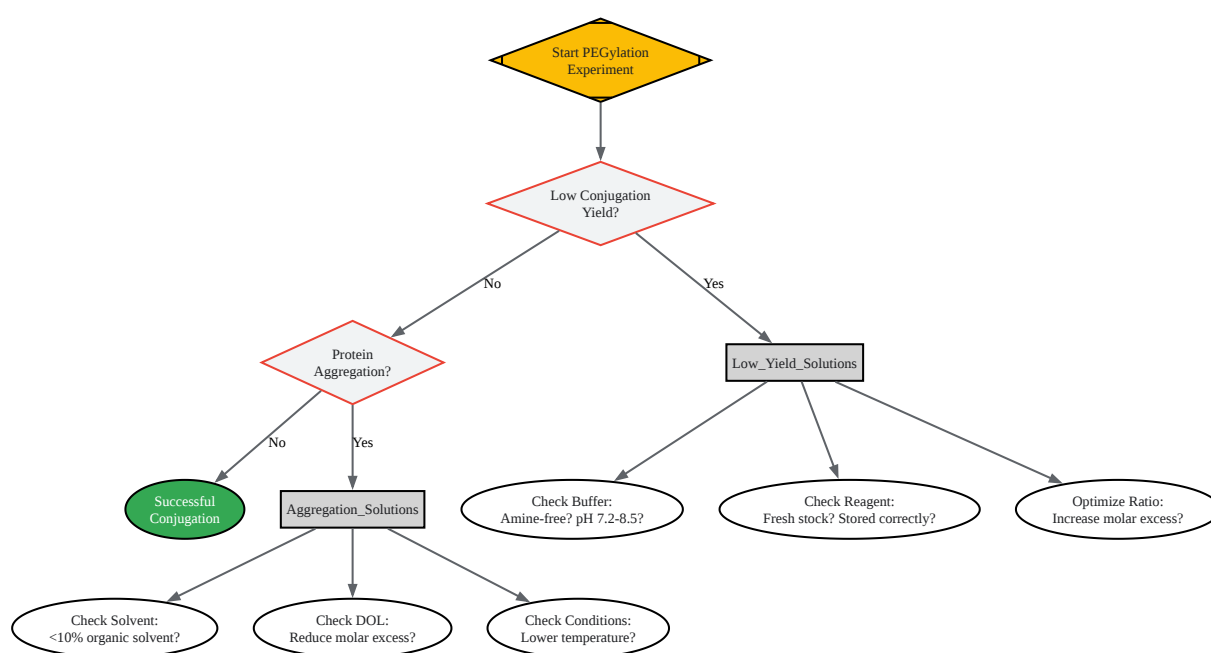 Start PEGylation
Experiment
Low Conjugation
Yield?
No
Yes
Protein
Aggregation?
Low_Yield_Solutions
No
Yes
Successful
Conjugation
Aggregation_Solutions
Check Buffer:
Amine-free? pH 7.2-8.5?
Check Reagent:
Fresh stock? Stored correctly?
Optimize Ratio:
Increase molar excess?
Check Solvent:
<10% organic solvent?
Check DOL:
Reduce molar excess?
Check Conditions:
Lower temperature?